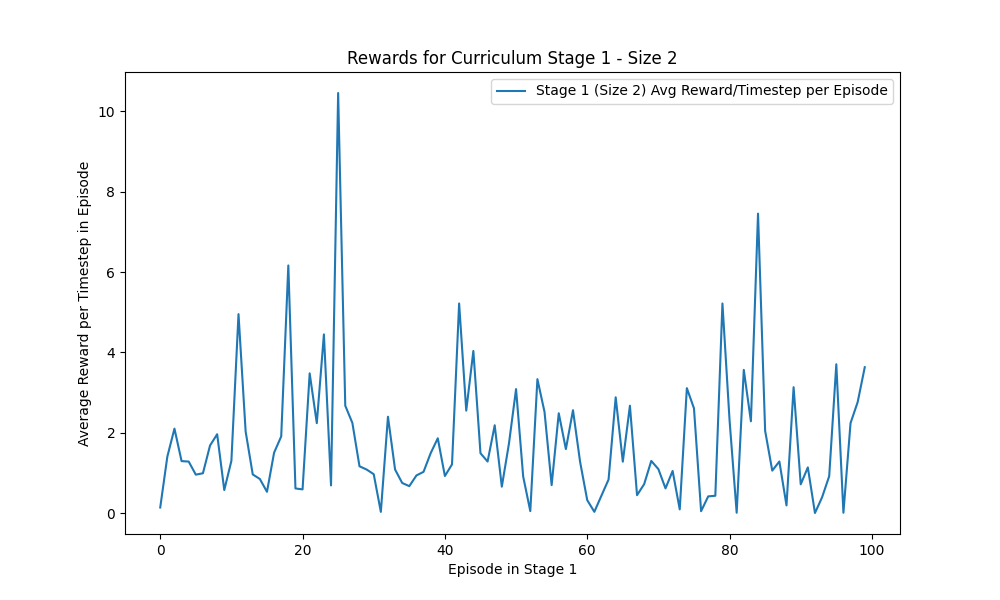 Rewards for Curriculum Stage 1 - Size 2
Stage 1 (Size 2) Avg Reward/Timestep per Episode
Average Reward per Timestep in Episode
10
8
6
4
2
0
0 20 40 60 80 100
Episode in Stage 1